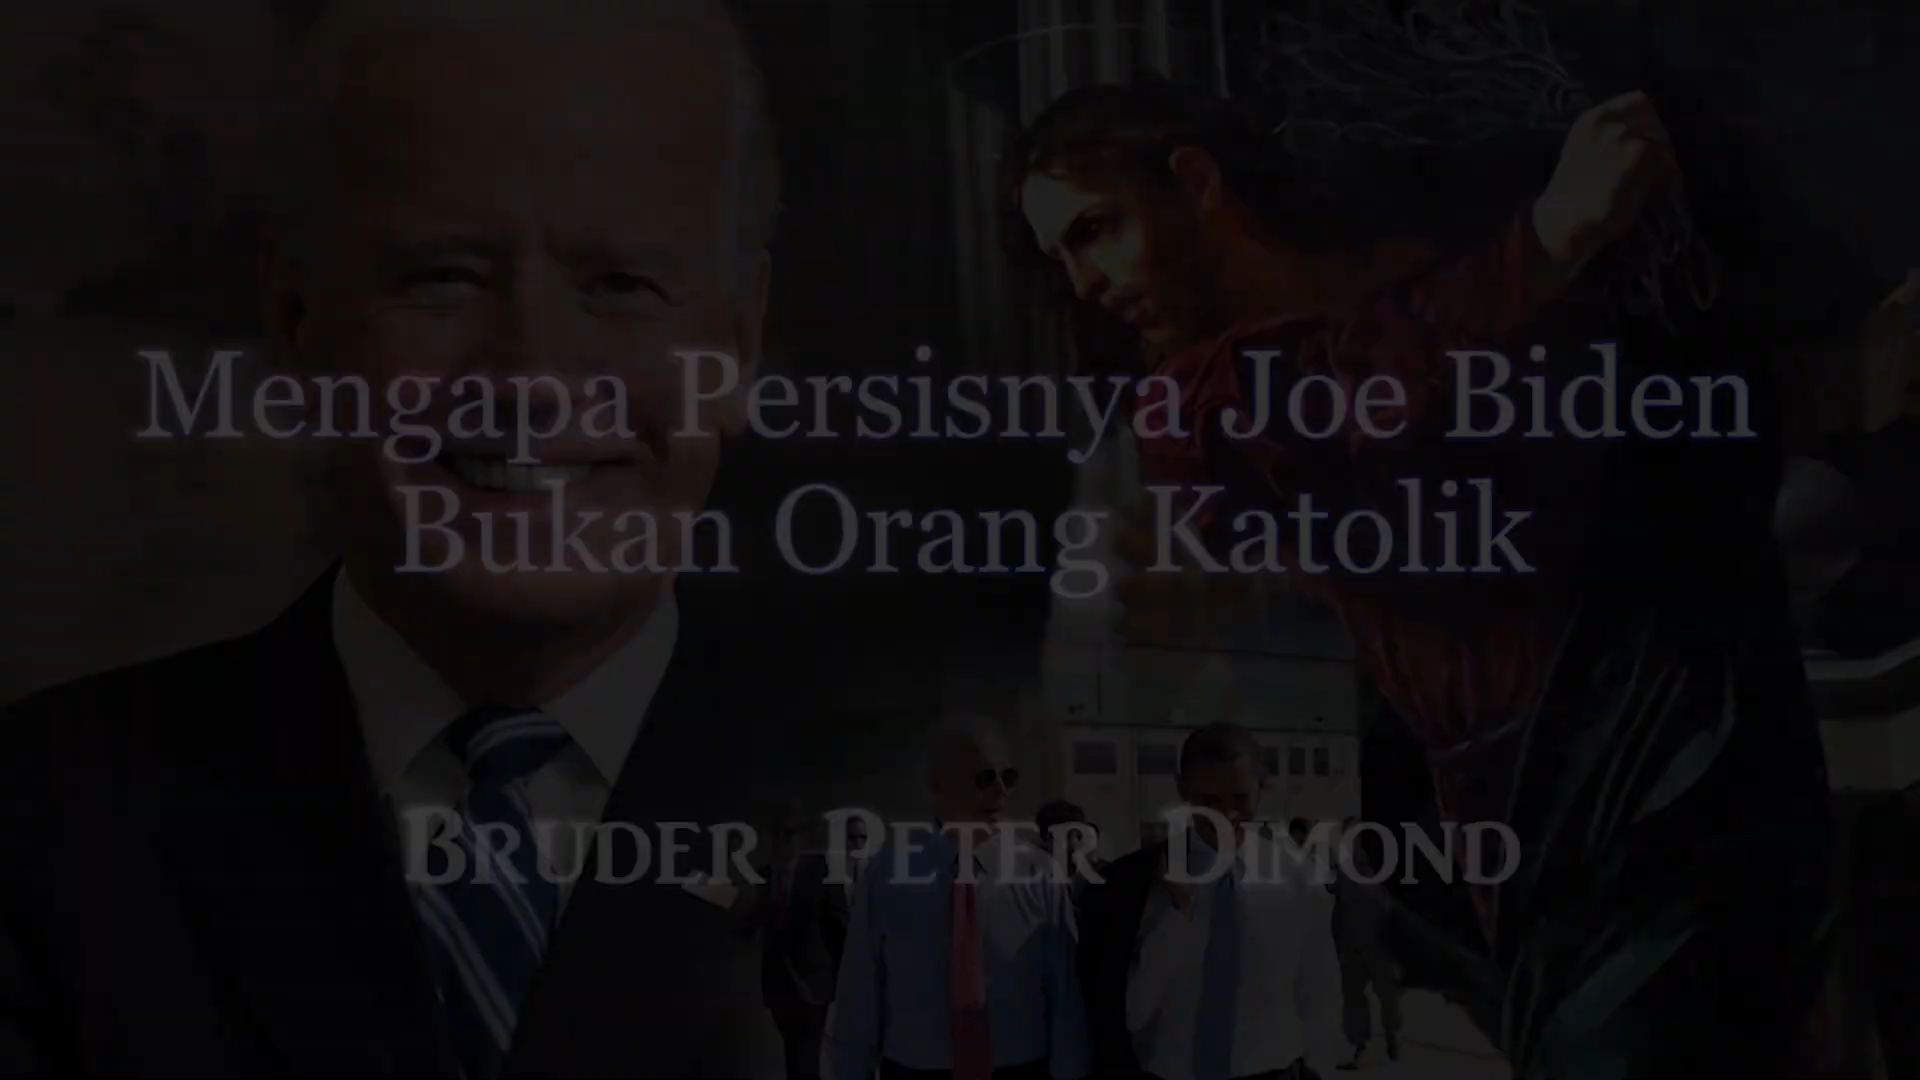 Mengapa Persisnya Joe Biden
Bukan Orang Katolik
Bruder Peter Dimond